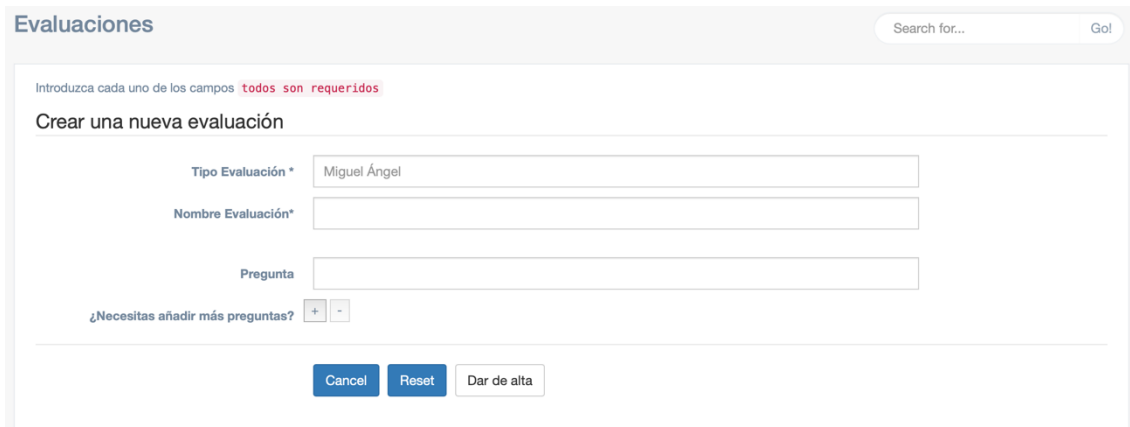 Evaluaciones
Search for... Go!
Introduzca cada uno de los campos todos son requeridos
Crear una nueva evaluación
Tipo Evaluación * Miguel Ángel
Nombre Evaluación*
Pregunta
¿Necesitas añadir más preguntas? + -
Cancel Reset Dar de alta